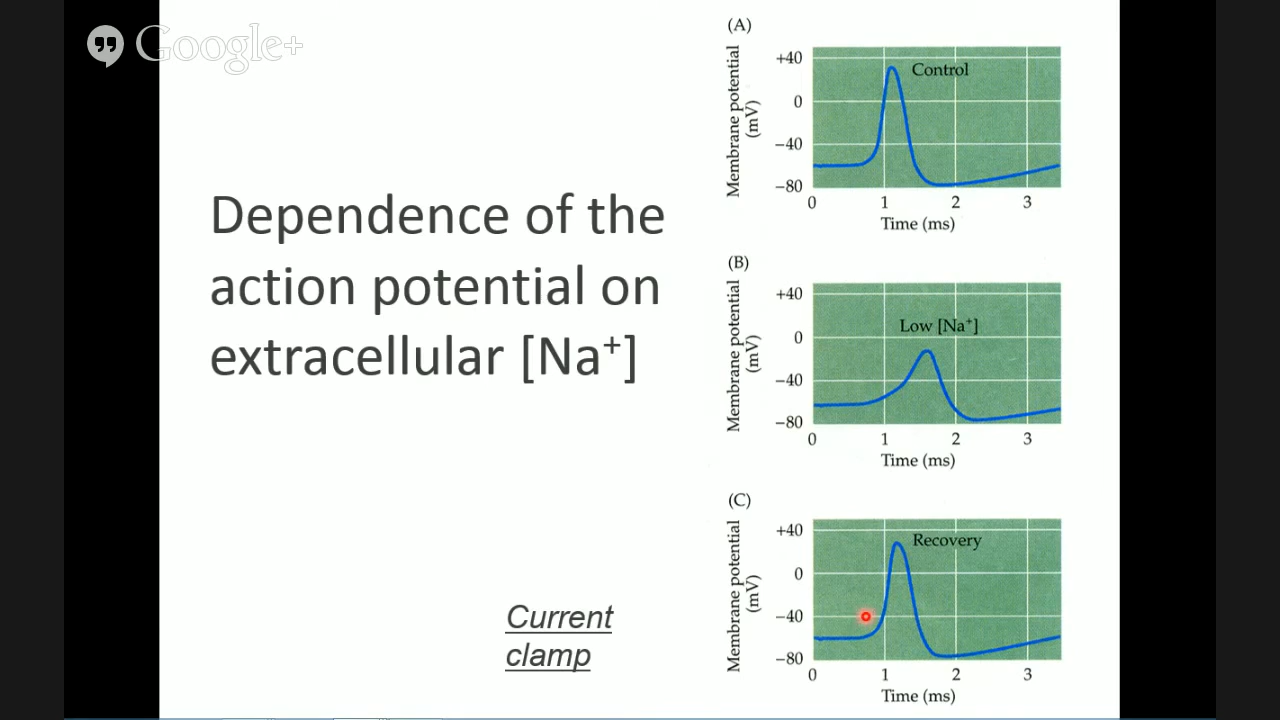 Google+
Dependence of the
action potential on
extracellular [Na⁺]
Current
clamp
(A)
Membrane potential
(mV)
+40
0
−40
−80
Control
0 1 2 3
Time (ms)
(B)
Membrane potential
(mV)
+40
0
−40
−80
Low [Na⁺]
0 1 2 3
Time (ms)
(C)
Membrane potential
(mV)
+40
0
−40
−80
Recovery
0 1 2 3
Time (ms)